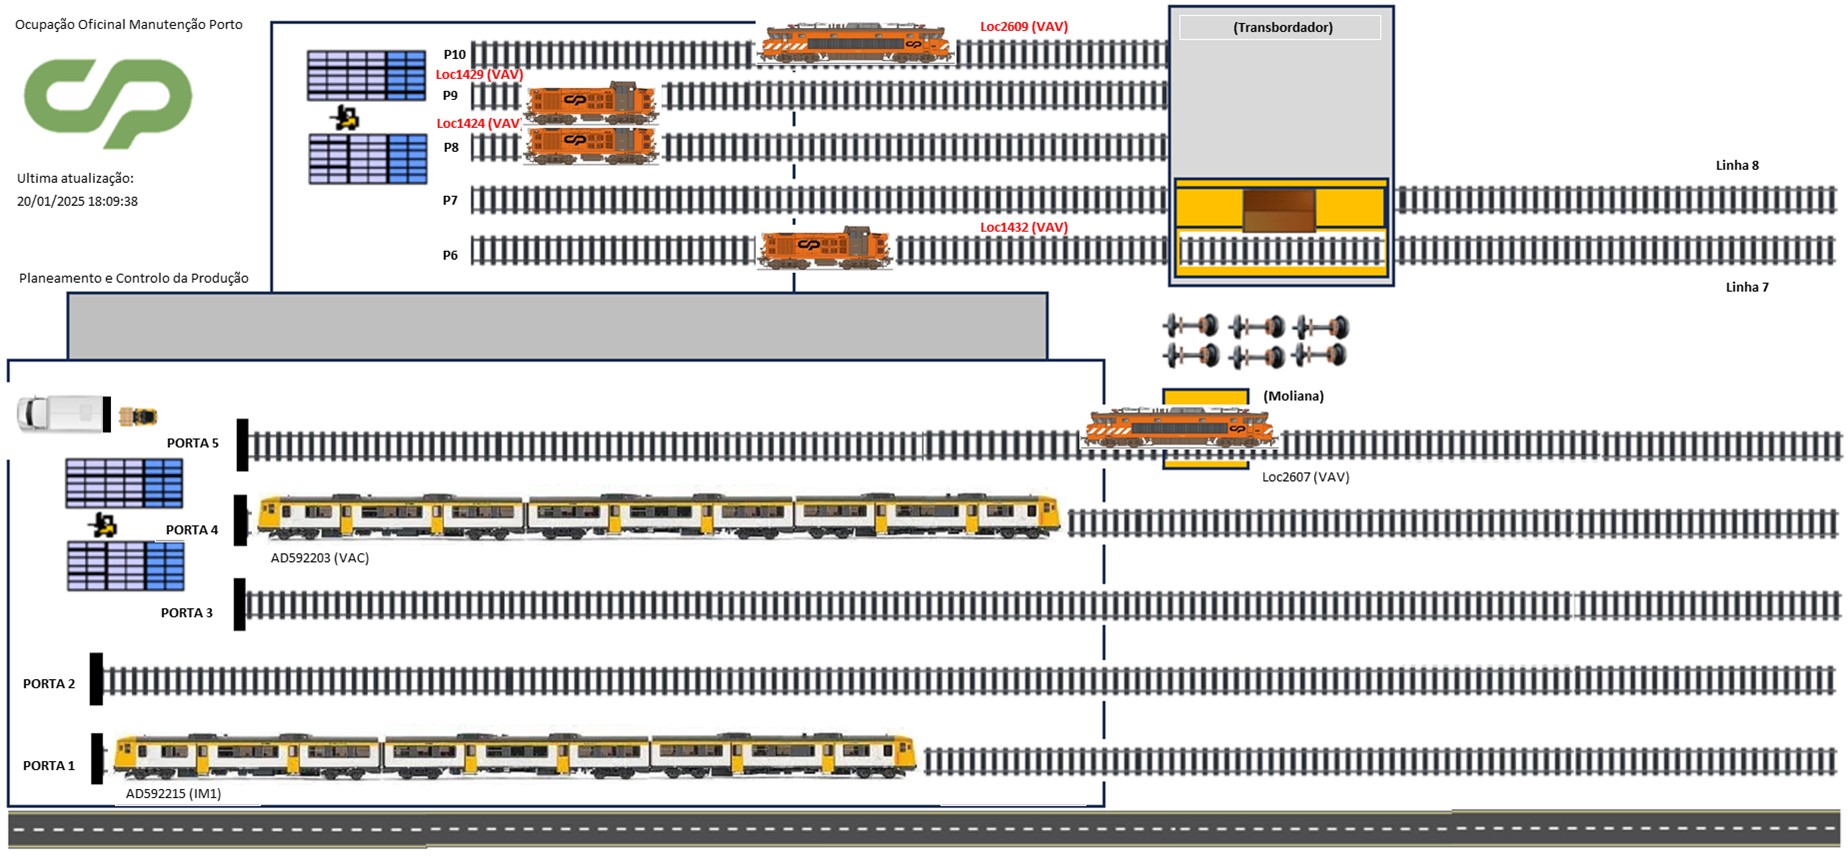 Ocupação Oficinal Manutenção Porto
Loc2609 (VAV)
(Transbordador)
P10
Loc1429 (VAV)
P9
Loc1424 (VAV)
P8
Ultima atualização:
20/01/2025 18:09:38
Linha 8
P7
Loc1432 (VAV)
P6
Planeamento e Controlo da Produção
Linha 7
(Moliana)
PORTA 5
Loc2607 (VAV)
PORTA 4
AD592203 (VAC)
PORTA 3
PORTA 2
PORTA 1
AD592215 (IM1)